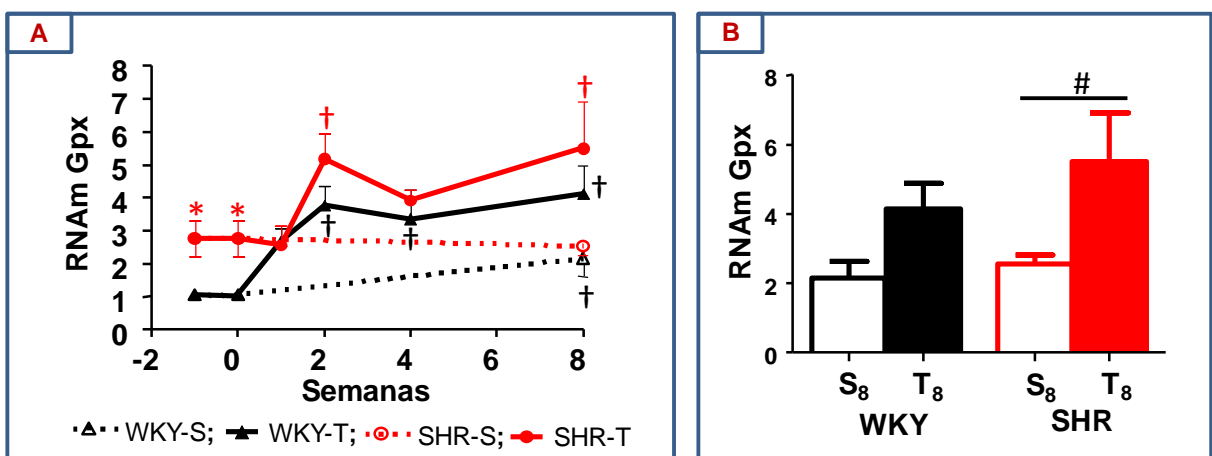 A
RNAm Gpx
8
7
6
5
4
3
2
1
0
†
†
†
†
†
†
* *
-2 0 2 4 6 8
Semanas
WKY-S; WKY-T; SHR-S; SHR-T
B
RNAm Gpx
8
6
4
2
0
#
S8 T8 S8 T8
WKY SHR